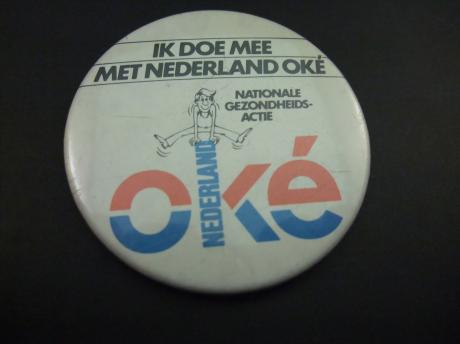 IK DOE MEE
MET NEDERLAND OKÉ
NATIONALE
GEZONDHEIDS-
ACTIE
NEDERLAND
OKé